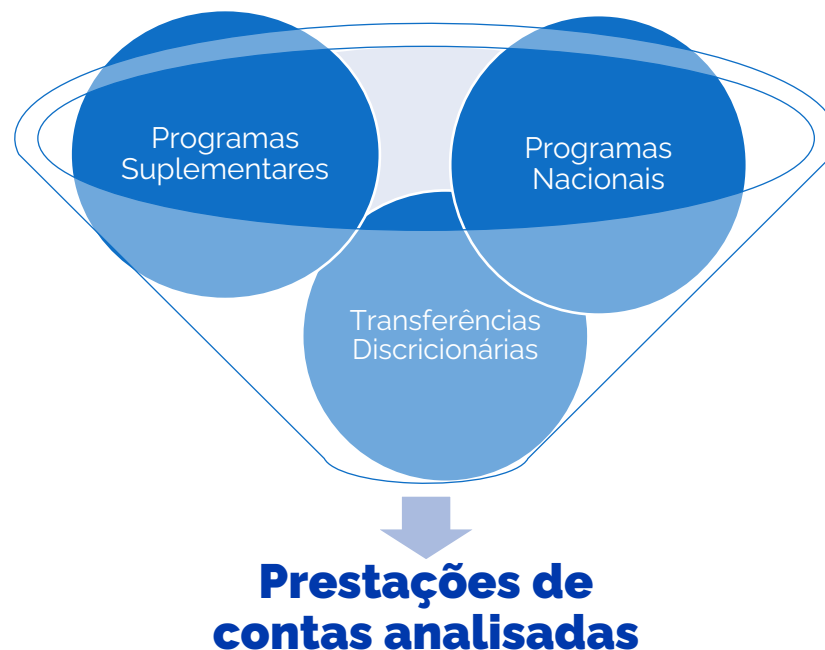 Programas
Suplementares
Programas
Nacionais
Transferências
Discricionárias
Prestações de
contas analisadas